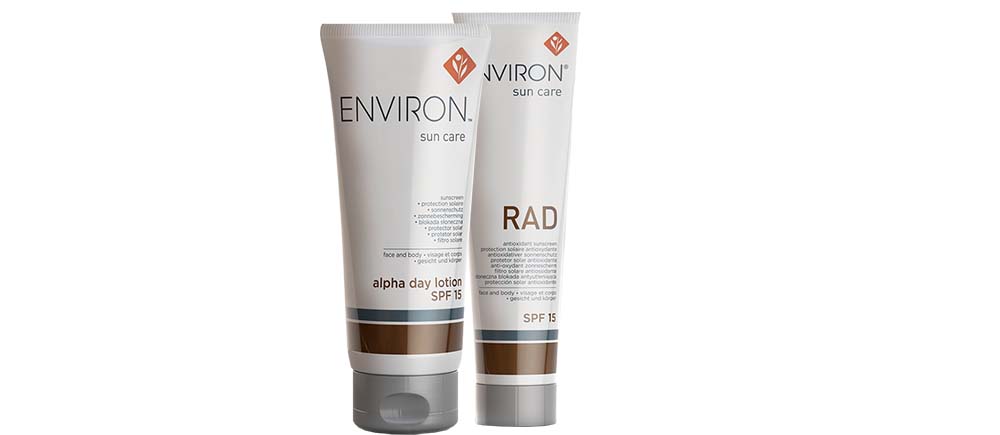 ENVIRON™
sun care
sunscreen
• protection solaire
• sonnenschutz
• zonnebescherming
• blokada słoneczna
• protector solar
• protetor solar
• filtro solare
face and body • visage et corps
• gesicht und körper
alpha day lotion
SPF 15
NVIRON®
sun care
RAD
antioxidant sunscreen
protection solaire antioxydante
antioxidativer sonnenschutz
protetor solar antioxidante
anti-oxydant zonnescherm
filtro solare antiossidante
słoneczna blokada antyutleniająca
protección solar antioxidante
face and body • visage et corps
• gesicht und körper
SPF 15